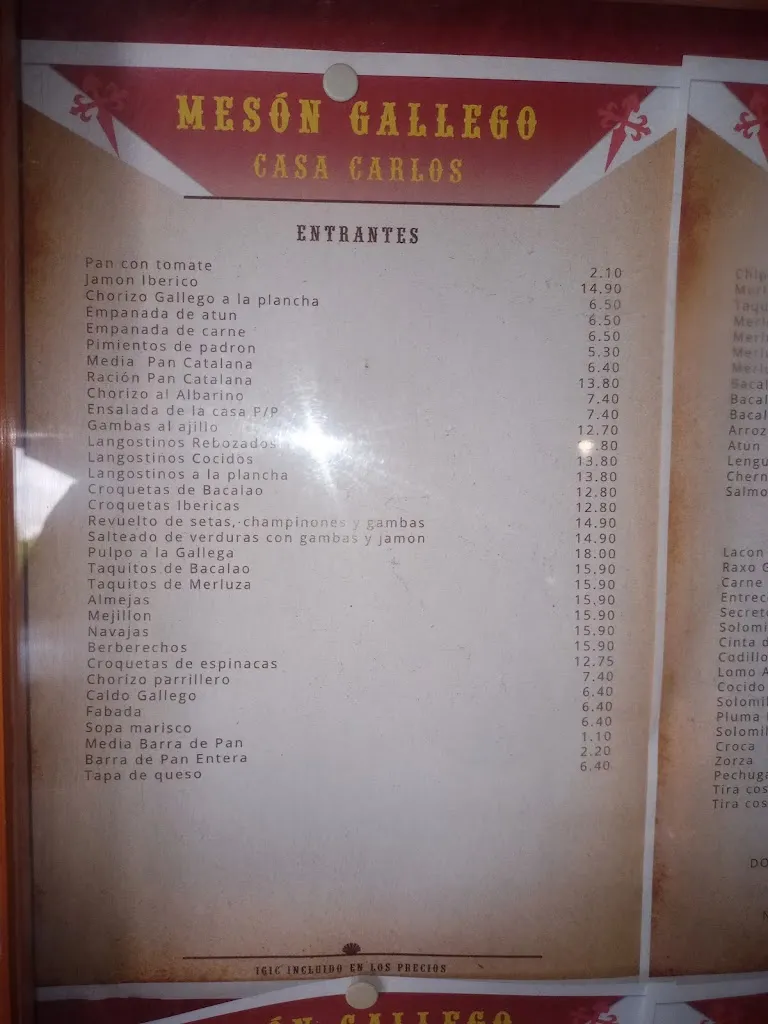 MESÓN GALLEGO
CASA CARLOS
ENTRANTES
Pan con tomate 2.10
Jamon Iberico 14.90
Chorizo Gallego a la plancha 6.50
Empanada de atun 6.50
Empanada de carne 6.50
Pimientos de padron 5.30
Media Pan Catalana 6.40
Ración Pan Catalana 13.80
Chorizo al Albarino 7.40
Ensalada de la casa P/P 7.40
Gambas al ajillo 12.70
Langostinos Rebozados
Langostinos Cocidos 13.80
Langostinos a la plancha 13.80
Croquetas de Bacalao 12.80
Croquetas Ibericas 12.80
Revuelto de setas, champinones y gambas 14.90
Salteado de verduras con gambas y jamon 14.90
Pulpo a la Gallega 18.00
Taquitos de Bacalao 15.90
Taquitos de Merluza 15.90
Almejas 15.90
Mejillon 15.90
Navajas 15.90
Berberechos 15.90
Croquetas de espinacas 12.75
Chorizo parrillero 7.40
Caldo Gallego 6.40
Fabada 6.40
Sopa marisco 6.40
Media Barra de Pan 1.10
Barra de Pan Entera 2.20
Tapa de queso 6.40
IGIC INCLUIDO EN LOS PRECIOS
Arroz
Atun
Lacon
Carne
Croca
Zorza